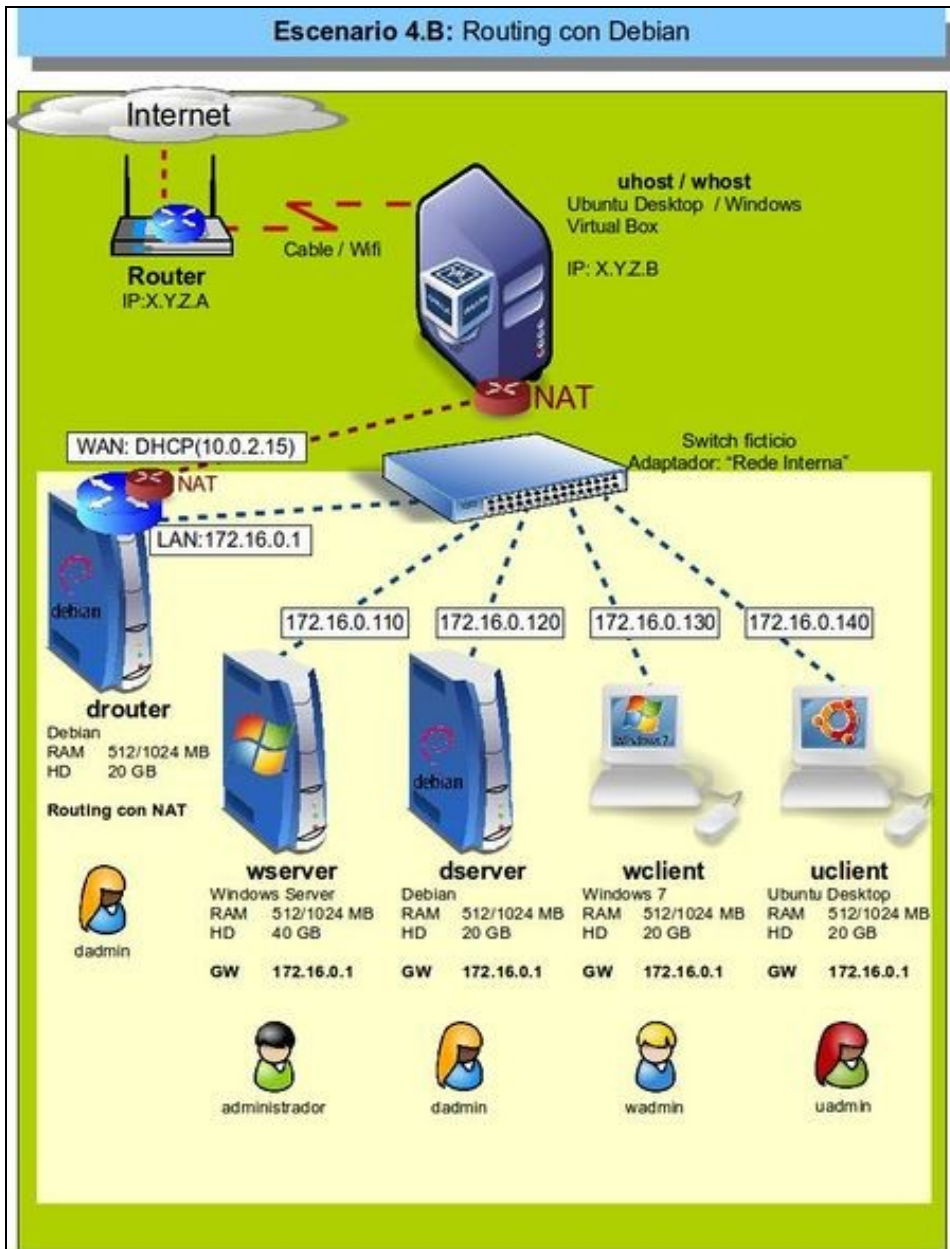 Escenario 4.B: Routing con Debian
Internet
uhost / whost
Ubuntu Desktop / Windows
Virtual Box
IP: X.Y.Z.B
Cable / Wifi
Router
IP:X.Y.Z.A
NAT
WAN: DHCP(10.0.2.15)
NAT
Switch ficticio
Adaptador: "Rede Interna"
LAN:172.16.0.1
debian
172.16.0.110
172.16.0.120
172.16.0.130
172.16.0.140
drouter
Debian
RAM 512/1024 MB
HD 20 GB
Routing con NAT
dadmin
debian
Windows 7
wserver
Windows Server
RAM 512/1024 MB
HD 40 GB
GW 172.16.0.1
administrador
dserver
Debian
RAM 512/1024 MB
HD 20 GB
GW 172.16.0.1
dadmin
wclient
Windows 7
RAM 512/1024 MB
HD 20 GB
GW 172.16.0.1
wadmin
uclient
Ubuntu Desktop
RAM 512/1024 MB
HD 20 GB
GW 172.16.0.1
uadmin